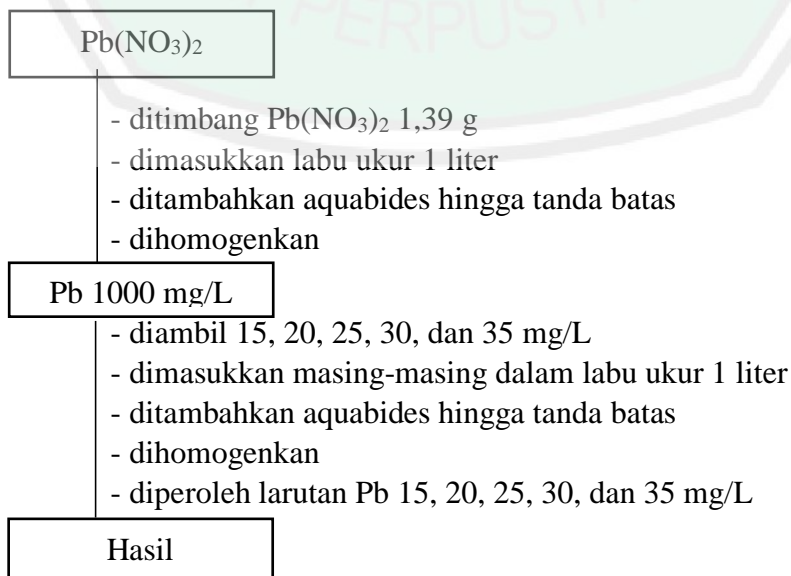 PERPUST
Pb(NO₃)₂
- ditimbang Pb(NO₃)₂ 1,39 g
- dimasukkan labu ukur 1 liter
- ditambahkan aquabides hingga tanda batas
- dihomogenkan
Pb 1000 mg/L
- diambil 15, 20, 25, 30, dan 35 mg/L
- dimasukkan masing-masing dalam labu ukur 1 liter
- ditambahkan aquabides hingga tanda batas
- dihomogenkan
- diperoleh larutan Pb 15, 20, 25, 30, dan 35 mg/L
Hasil